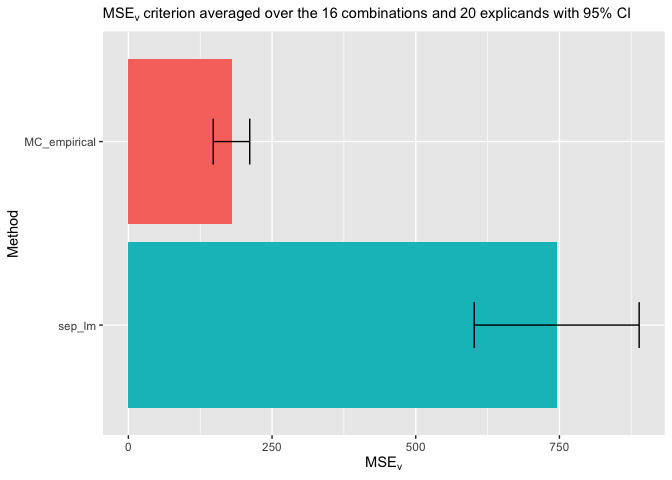 MSEv criterion averaged over the 16 combinations and 20 explicands with 95% CI
Method
MC_empirical
sep_lm
0 250 500 750
MSEv